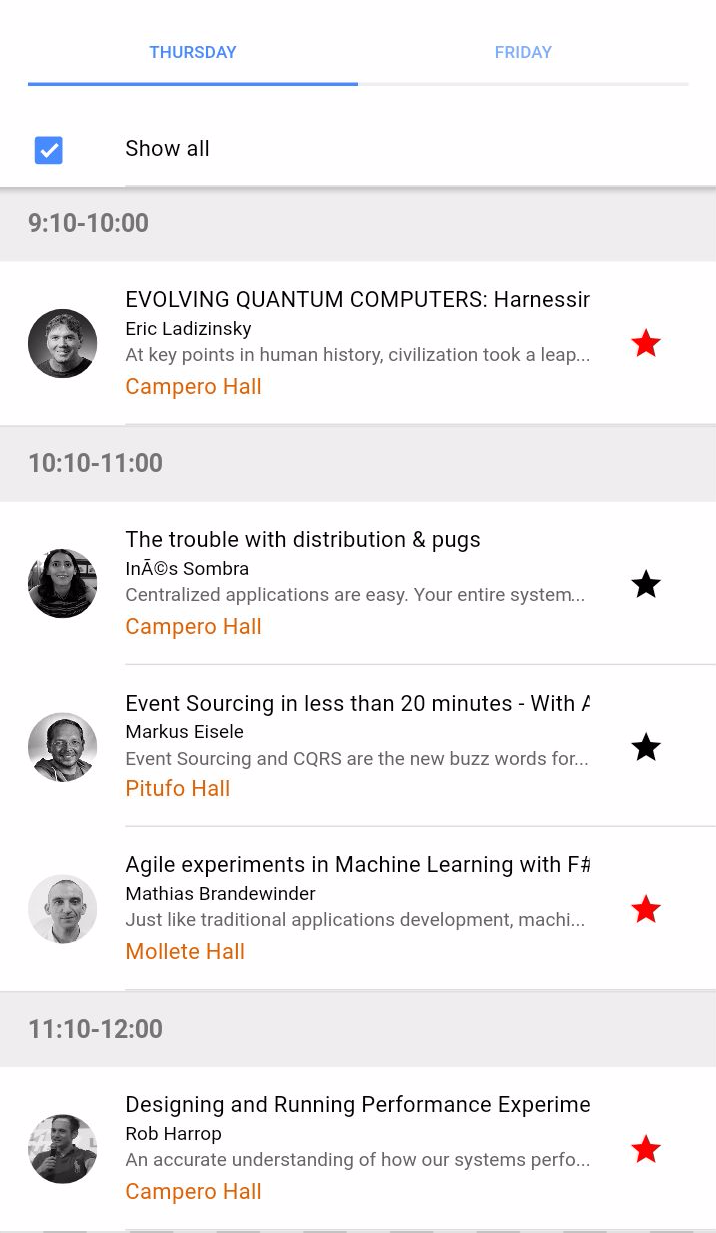 THURSDAY FRIDAY
Show all
9:10-10:00
EVOLVING QUANTUM COMPUTERS: Harnessin
Eric Ladizinsky
At key points in human history, civilization took a leap...
Campero Hall
10:10-11:00
The trouble with distribution & pugs
InÃ©s Sombra
Centralized applications are easy. Your entire system...
Campero Hall
Event Sourcing in less than 20 minutes - With A
Markus Eisele
Event Sourcing and CQRS are the new buzz words for...
Pitufo Hall
Agile experiments in Machine Learning with F#
Mathias Brandewinder
Just like traditional applications development, machi...
Mollete Hall
11:10-12:00
Designing and Running Performance Experime
Rob Harrop
An accurate understanding of how our systems perfo...
Campero Hall